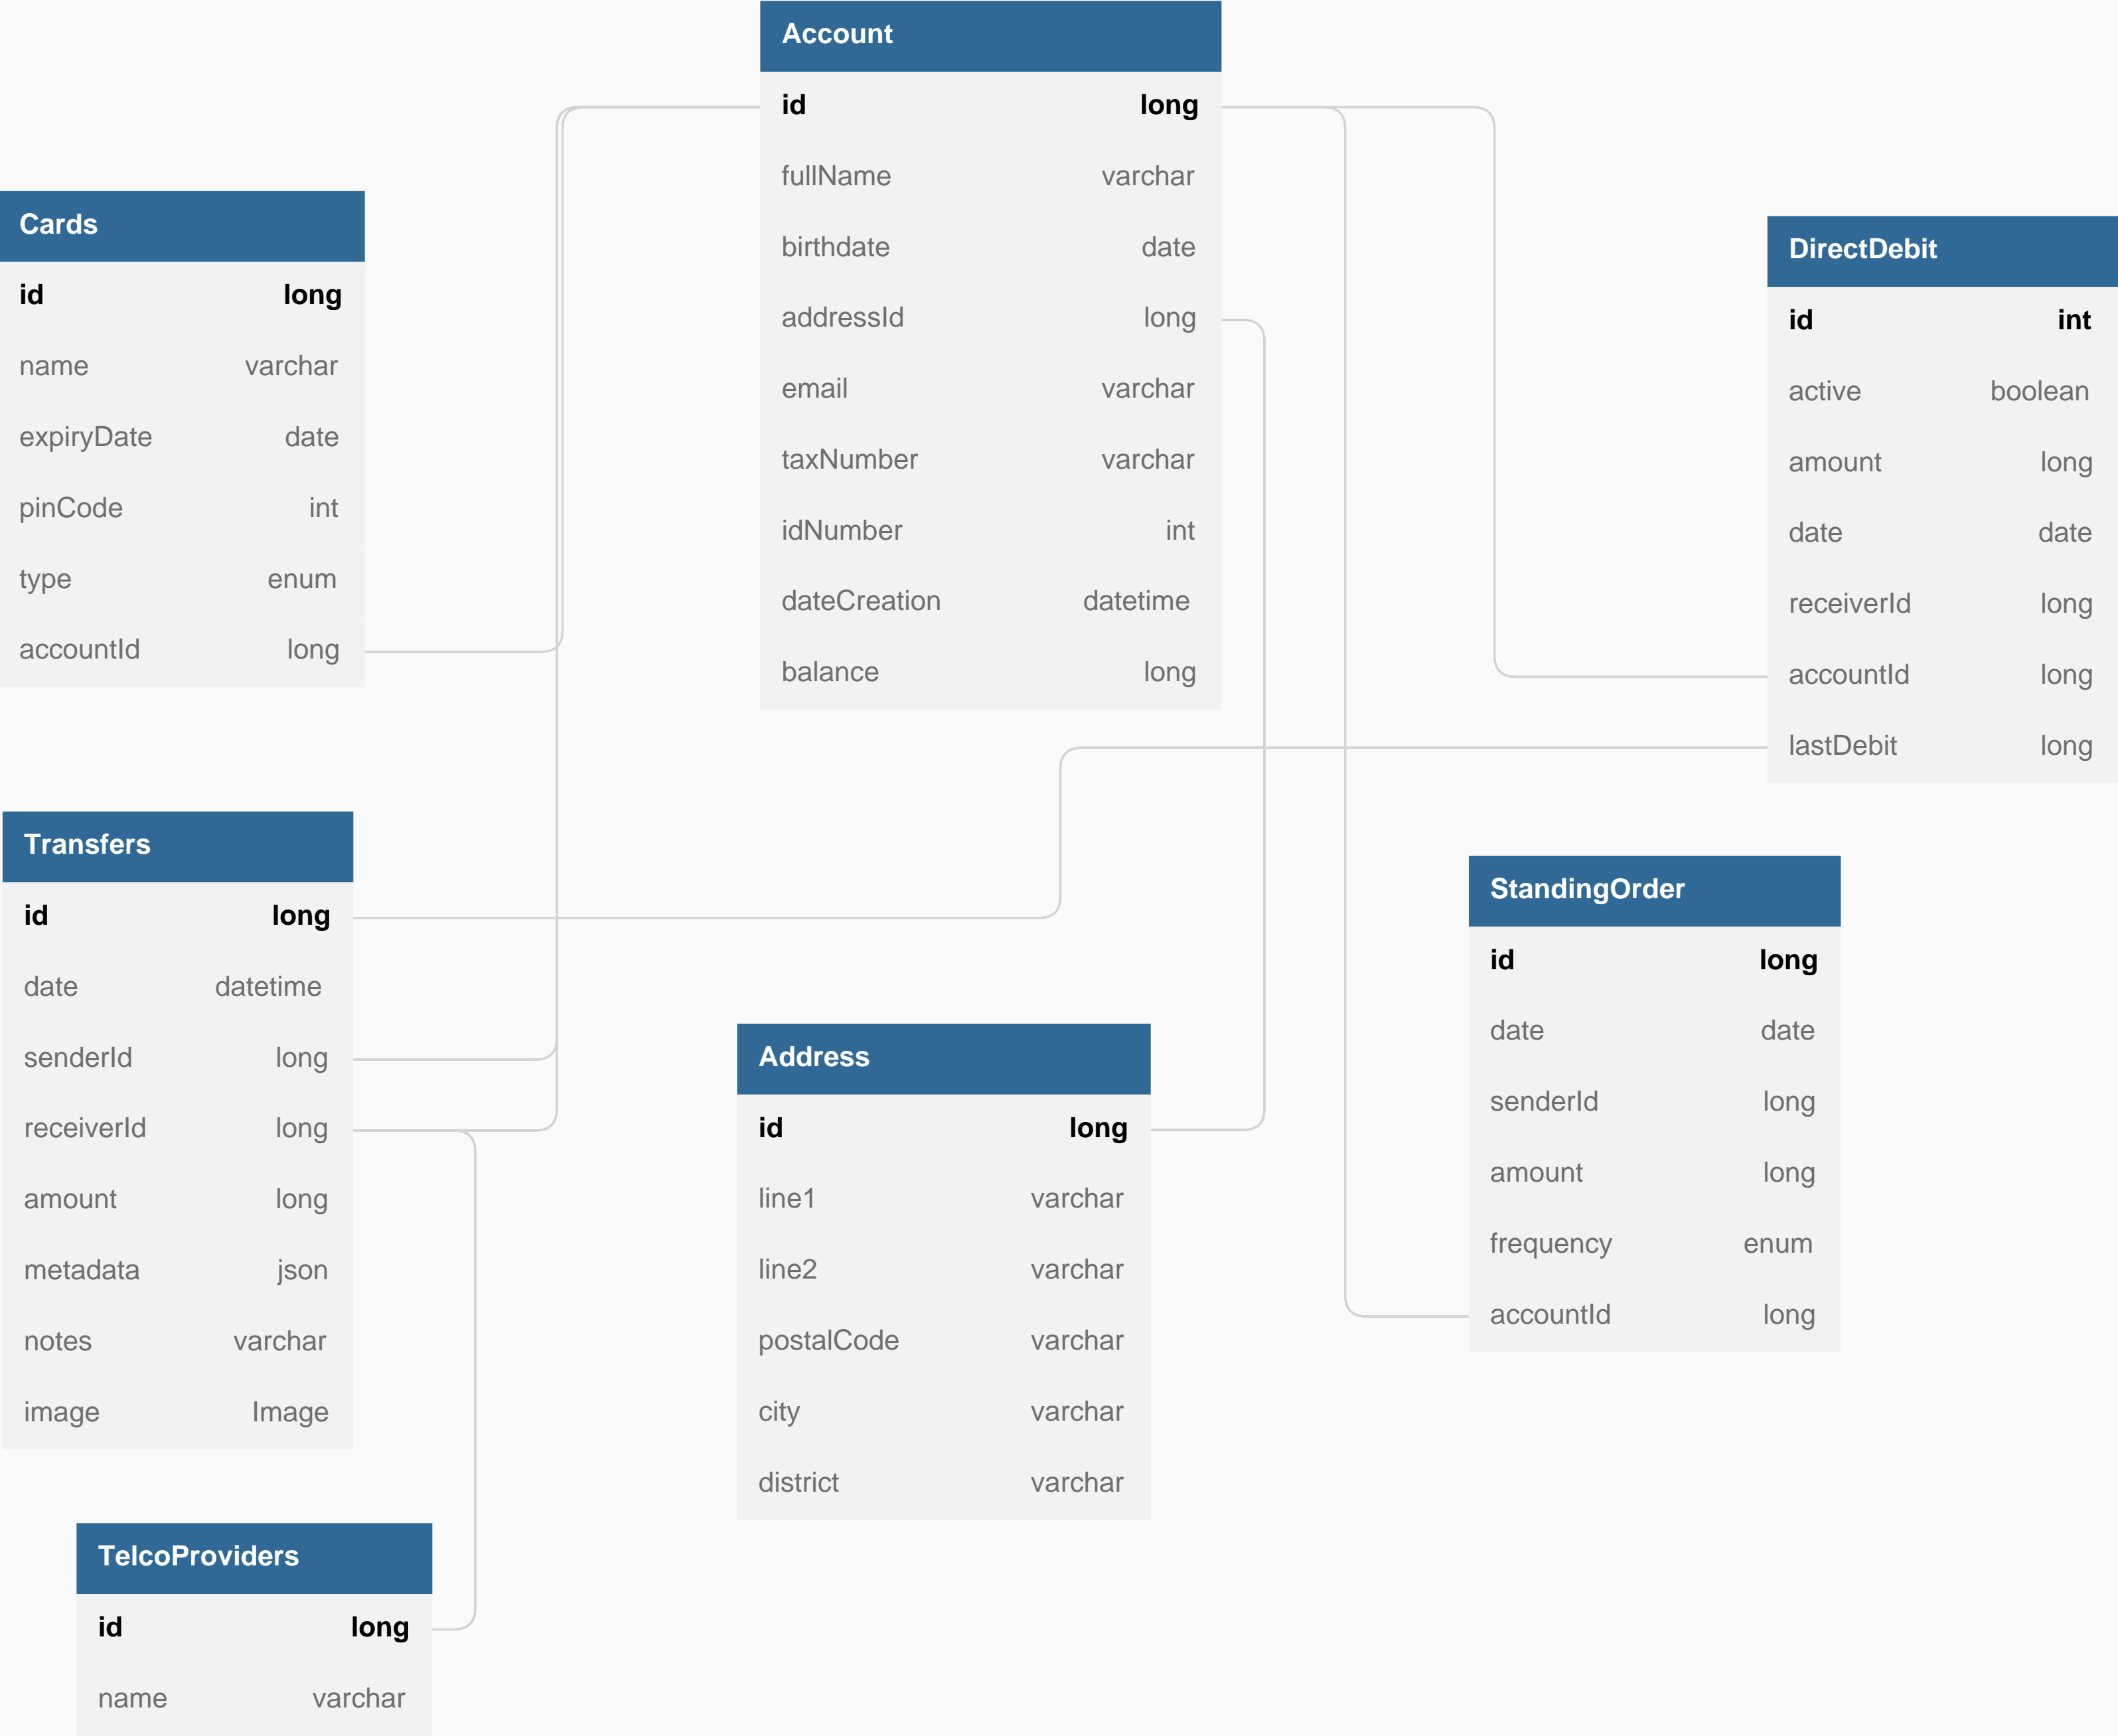 Account
id long
fullName varchar
birthdate date
addressId long
email varchar
taxNumber varchar
idNumber int
dateCreation datetime
balance long
Cards
id long
name varchar
expiryDate date
pinCode int
type enum
accountId long
DirectDebit
id int
active boolean
amount long
date date
receiverId long
accountId long
lastDebit long
Transfers
id long
date datetime
senderId long
receiverId long
amount long
metadata json
notes varchar
image Image
StandingOrder
id long
date date
senderId long
amount long
frequency enum
accountId long
Address
id long
line1 varchar
line2 varchar
postalCode varchar
city varchar
district varchar
TelcoProviders
id long
name varchar